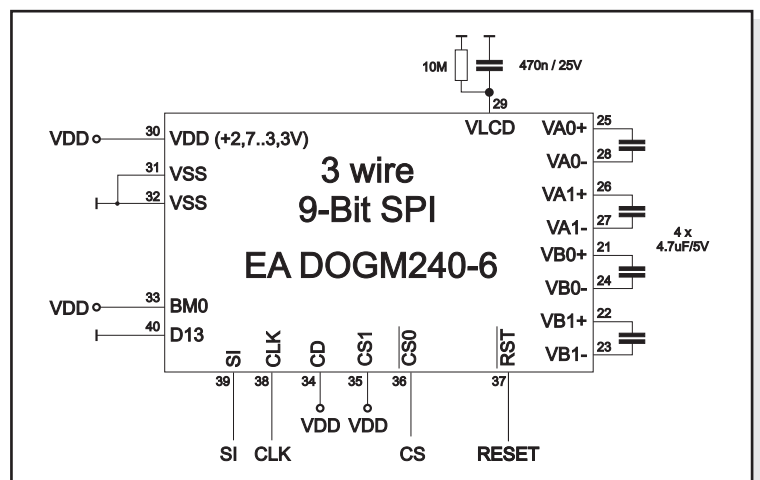 10M
470n / 25V
29
VLCD
VDD 30 VDD (+2,7..3,3V)
31 VSS
32 VSS
3 wire
9-Bit SPI
EA DOGM240-6
VDD 33 BM0
40 D13
VA0+ 25
VA0- 28
VA1+ 26
VA1- 27
VB0+ 21
VB0- 24
VB1+ 22
VB1- 23
4 x
4.7uF/5V
SI CLK CD CS1 CS0 RST
39 38 34 35 36 37
VDD VDD
SI CLK CS RESET